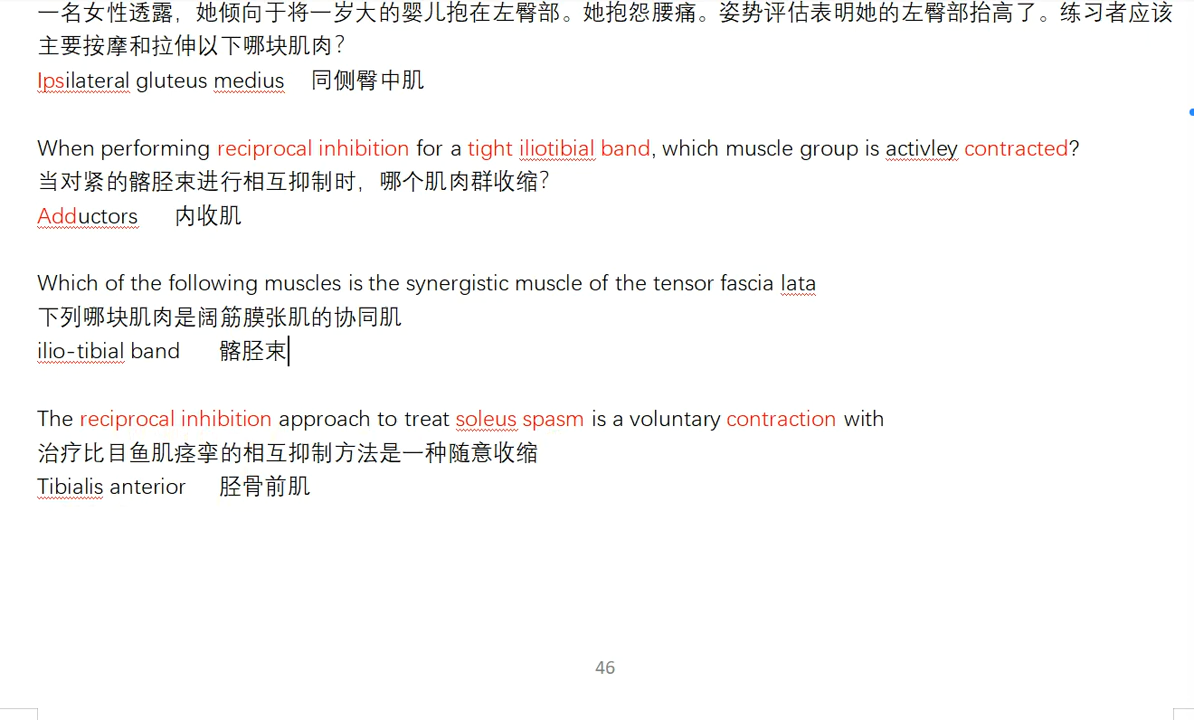 一名女性透露，她倾向于将一岁大的婴儿抱在左臀部。她抱怨腰痛。姿势评估表明她的左臀部抬高了。练习者应该
主要按摩和拉伸以下哪块肌肉？
Ipsilateral gluteus medius 同侧臀中肌
When performing reciprocal inhibition for a tight iliotibial band, which muscle group is activley contracted?
当对紧的髂胫束进行相互抑制时，哪个肌肉群收缩？
Adductors 内收肌
Which of the following muscles is the synergistic muscle of the tensor fascia lata
下列哪块肌肉是阔筋膜张肌的协同肌
ilio-tibial band 髂胫束
The reciprocal inhibition approach to treat soleus spasm is a voluntary contraction with
治疗比目鱼肌痉挛的相互抑制方法是一种随意收缩
Tibialis anterior 胫骨前肌
46